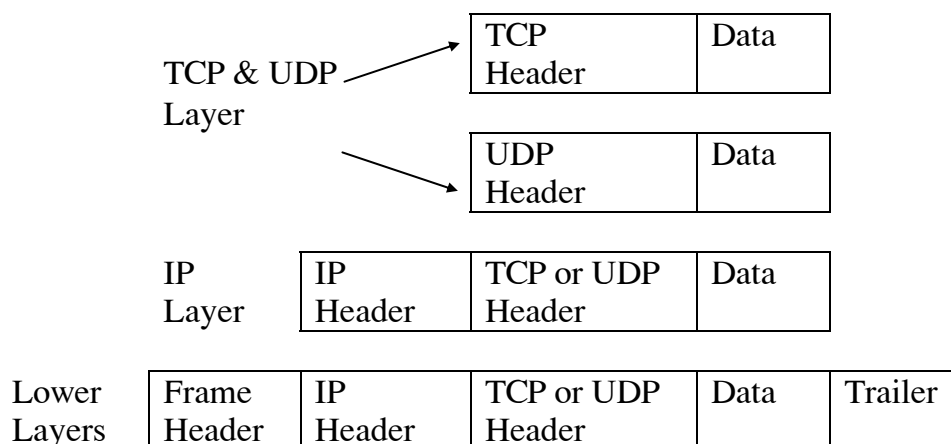 TCP Data
Header
TCP & UDP
Layer
UDP Data
Header
IP IP TCP or UDP Data
Layer Header Header
Lower Frame IP TCP or UDP Data Trailer
Layers Header Header Header